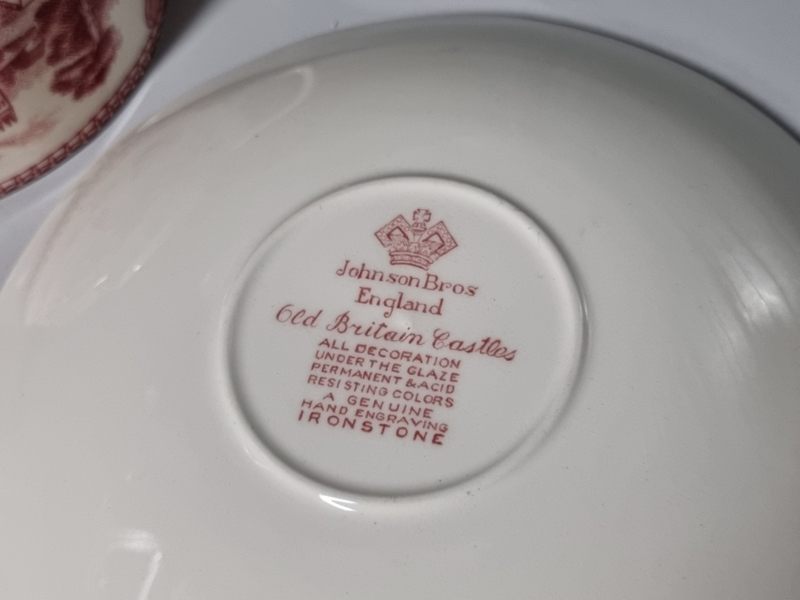 Johnson Bros
England
Old Britain Castles
ALL DECORATION
UNDER THE GLAZE
PERMANENT & ACID
RESISTING COLORS
A GENUINE
HAND ENGRAVING
IRONSTONE